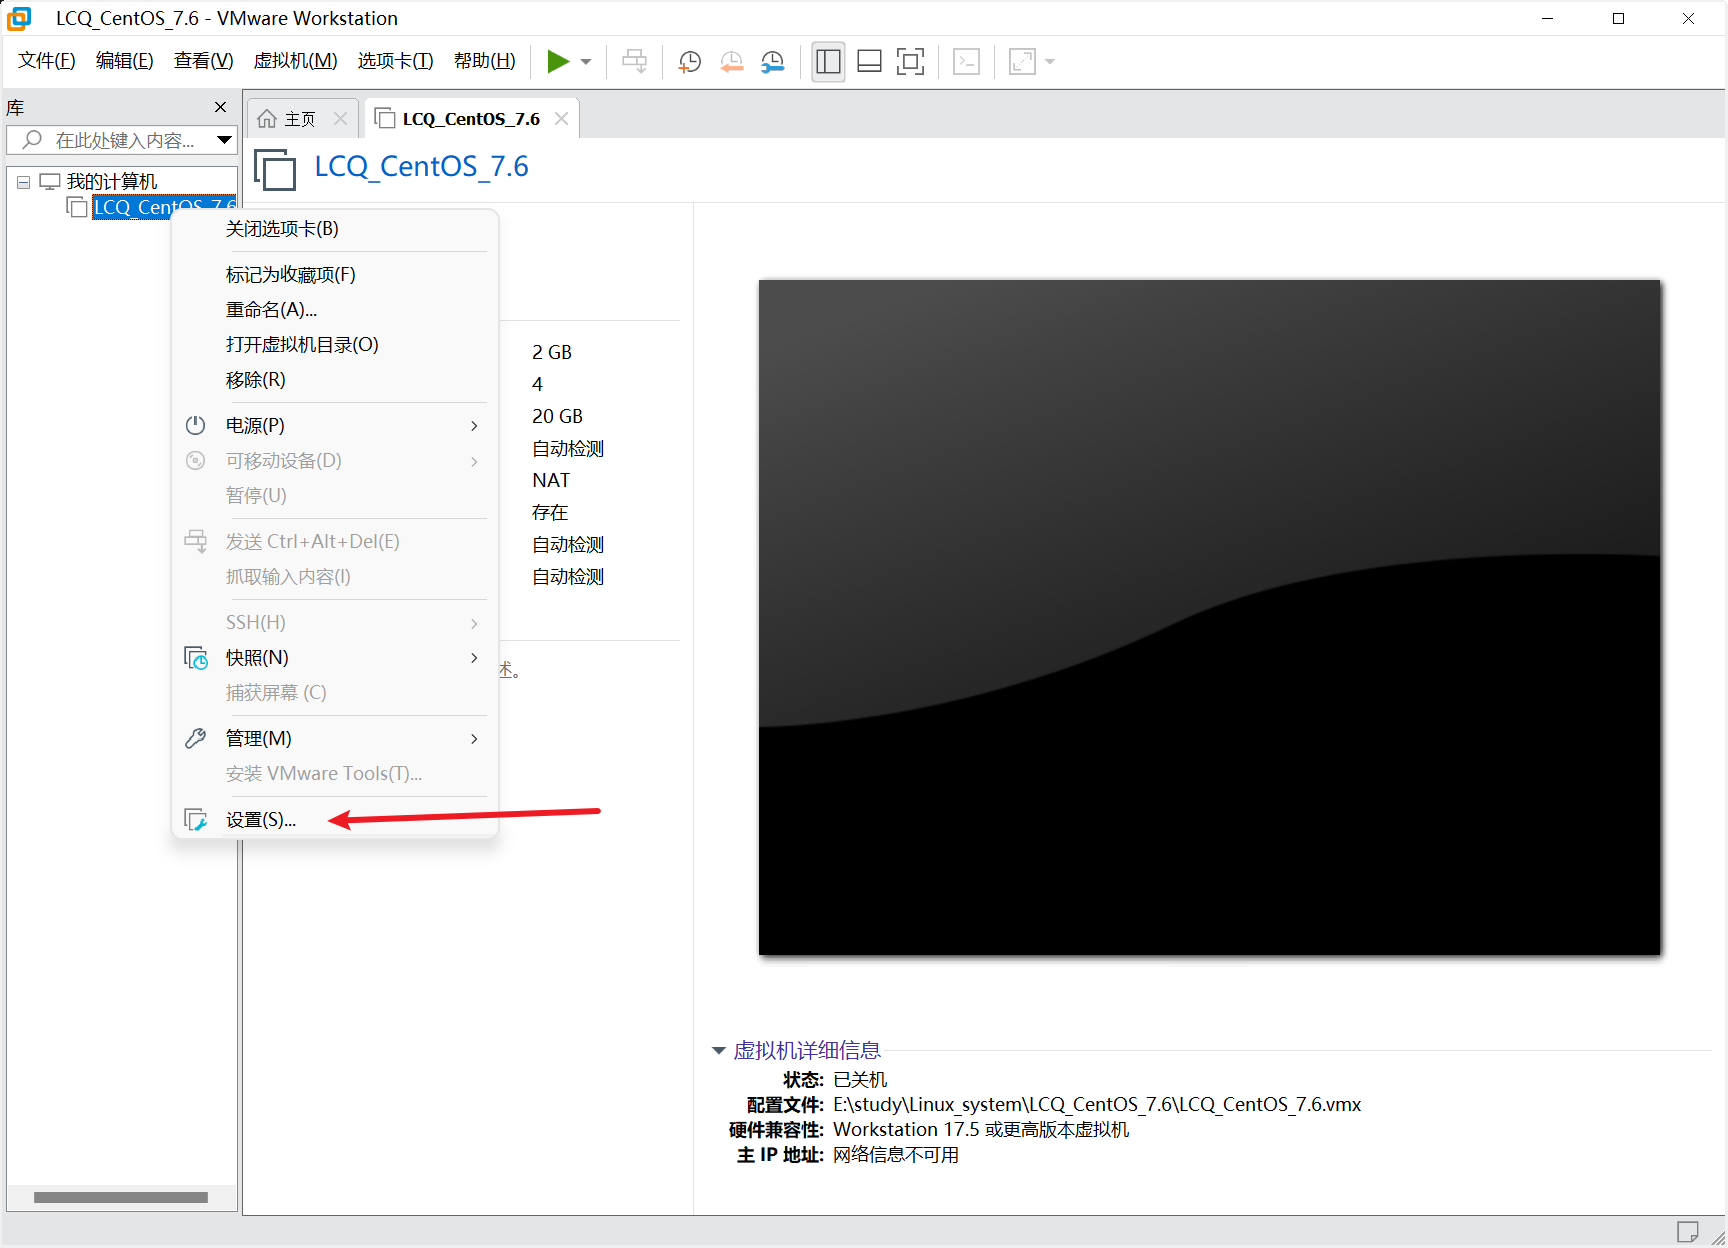 LCQ_CentOS_7.6 - VMware Workstation
文件(F) 编辑(E) 查看(V) 虚拟机(M) 选项卡(T) 帮助(H)
库
在此处键入内容...
我的计算机
LCQ_CentOS_7.6
主页
LCQ_CentOS_7.6
LCQ_CentOS_7.6
关闭选项卡(B)
标记为收藏项(F)
重命名(A)...
打开虚拟机目录(O)
移除(R)
电源(P)
可移动设备(D)
暂停(U)
发送 Ctrl+Alt+Del(E)
抓取输入内容(I)
SSH(H)
快照(N)
捕获屏幕 (C)
管理(M)
安装 VMware Tools(T)...
设置(S)...
2 GB
4
20 GB
自动检测
NAT
存在
自动检测
自动检测
述。
虚拟机详细信息
状态: 已关机
配置文件: E:\study\Linux_system\LCQ_CentOS_7.6\LCQ_CentOS_7.6.vmx
硬件兼容性: Workstation 17.5 或更高版本虚拟机
主 IP 地址: 网络信息不可用